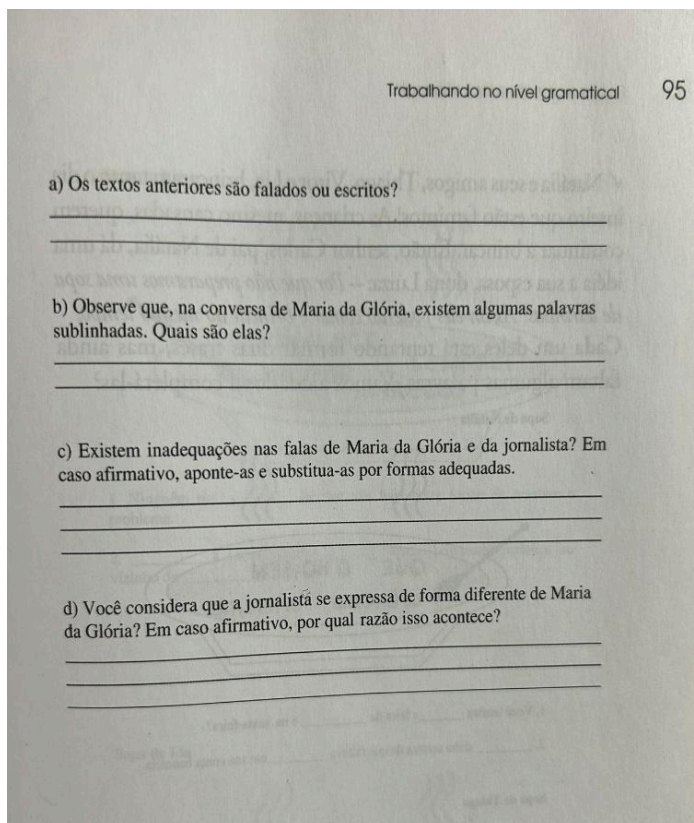 Trabalhando no nível gramatical 95
a) Os textos anteriores são falados ou escritos?
b) Observe que, na conversa de Maria da Glória, existem algumas palavras
sublinhadas. Quais são elas?
c) Existem inadequações nas falas de Maria da Glória e da jornalista? Em
caso afirmativo, aponte-as e substitua-as por formas adequadas.
d) Você considera que a jornalista se expressa de forma diferente de Maria
da Glória? Em caso afirmativo, por qual razão isso acontece?